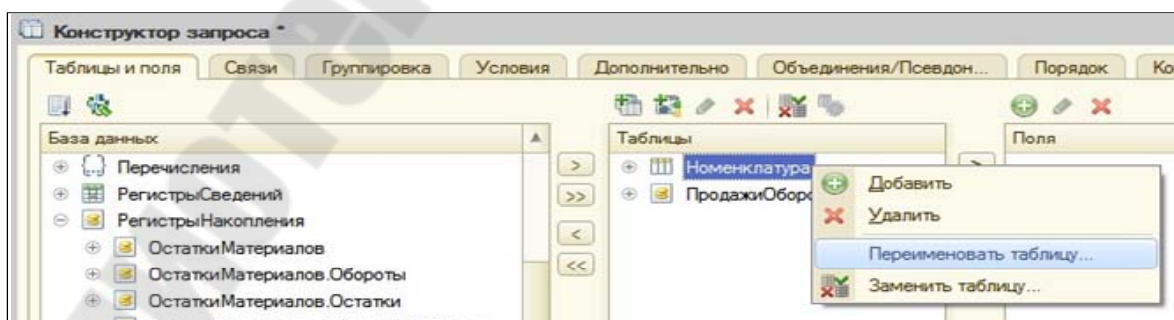 Конструктор запроса *
Таблицы и поля Связи Группировка Условия Дополнительно Объединения/Псевдон... Порядок Ко
База данных
Перечисления
РегистрыСведений
РегистрыНакопления
ОстаткиМатериалов
ОстаткиМатериалов.Обороты
ОстаткиМатериалов.Остатки
> 
>>
<
<<
Таблицы
Номенклатура
ПродажиОборо
Поля
Добавить
Удалить
Переименовать таблицу...
Заменить таблицу...